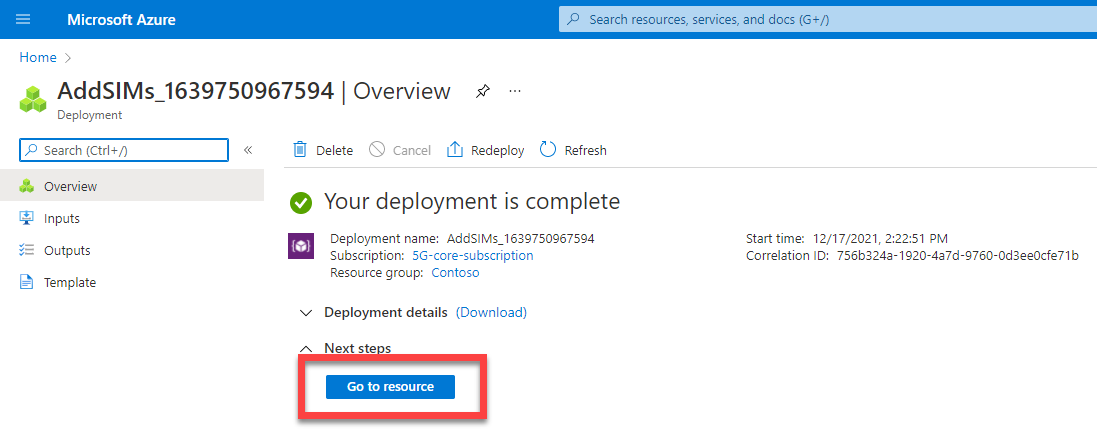 Microsoft Azure
Search resources, services, and docs (G+/)
Home
AddSIMs_1639750967594 | Overview
...
Deployment
Search (Ctrl+/)
«
Delete
Cancel
Redeploy
Refresh
Overview
Inputs
Outputs
Template
Your deployment is complete
Deployment name: AddSIMs_1639750967594
Subscription: 5G-core-subscription
Resource group: Contoso
Start time: 12/17/2021, 2:22:51 PM
Correlation ID: 756b324a-1920-4a7d-9760-0d3ee0cfe71b
Deployment details (Download)
Next steps
Go to resource